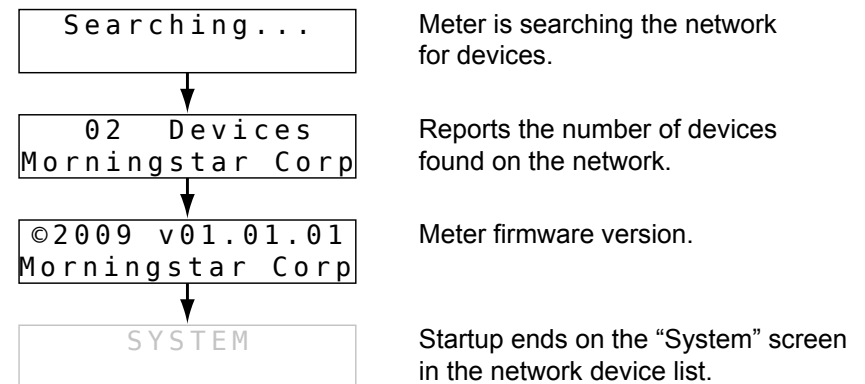 Searching...
Meter is searching the network
for devices.
02 Devices
Morningstar Corp
Reports the number of devices
found on the network.
©2009 v01.01.01
Morningstar Corp
Meter firmware version.
SYSTEM
Startup ends on the “System” screen
in the network device list.